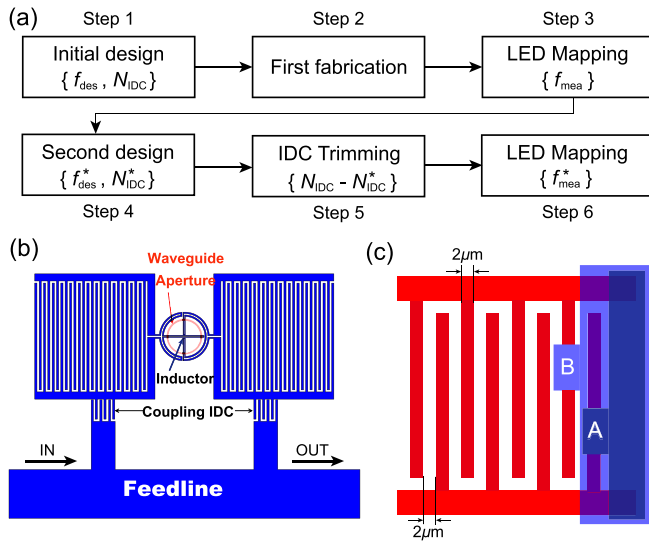 (a)
Step 1
Step 2
Step 3
Initial design
{ f_des , N_IDC }
First fabrication
LED Mapping
{ f_mea }
Second design
{ f*_des , N*_IDC }
IDC Trimming
{ N_IDC - N*_IDC }
LED Mapping
{ f*_mea }
Step 4
Step 5
Step 6
(b)
Waveguide
Aperture
Inductor
Coupling IDC
IN
OUT
Feedline
(c)
2μm
B
A
2μm